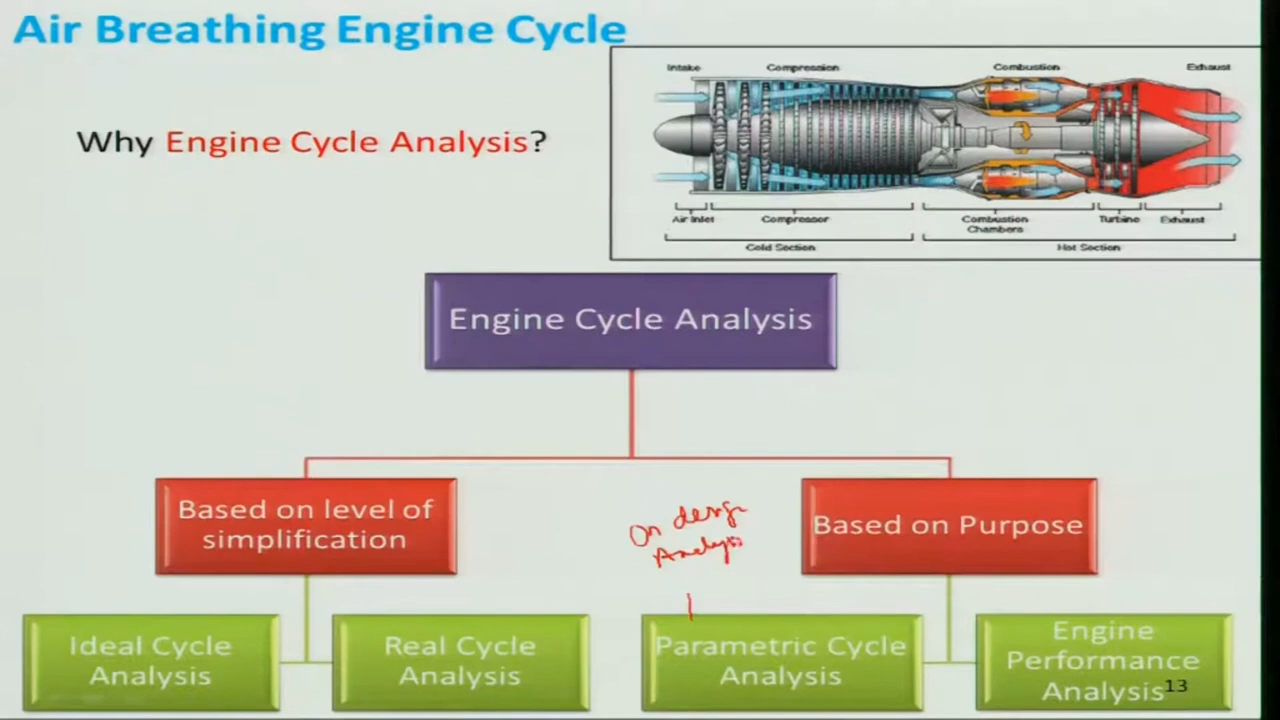 Air Breathing Engine Cycle
Why Engine Cycle Analysis?
Intake Compression Combustion Exhaust
Air Inlet Compressor Combustion Chambers Turbine Exhaust
Cold Section Hot Section
Engine Cycle Analysis
Based on level of
simplification
On design
Analysis
Based on Purpose
Ideal Cycle
Analysis
Real Cycle
Analysis
Parametric Cycle
Analysis
Engine
Performance
Analysis
13